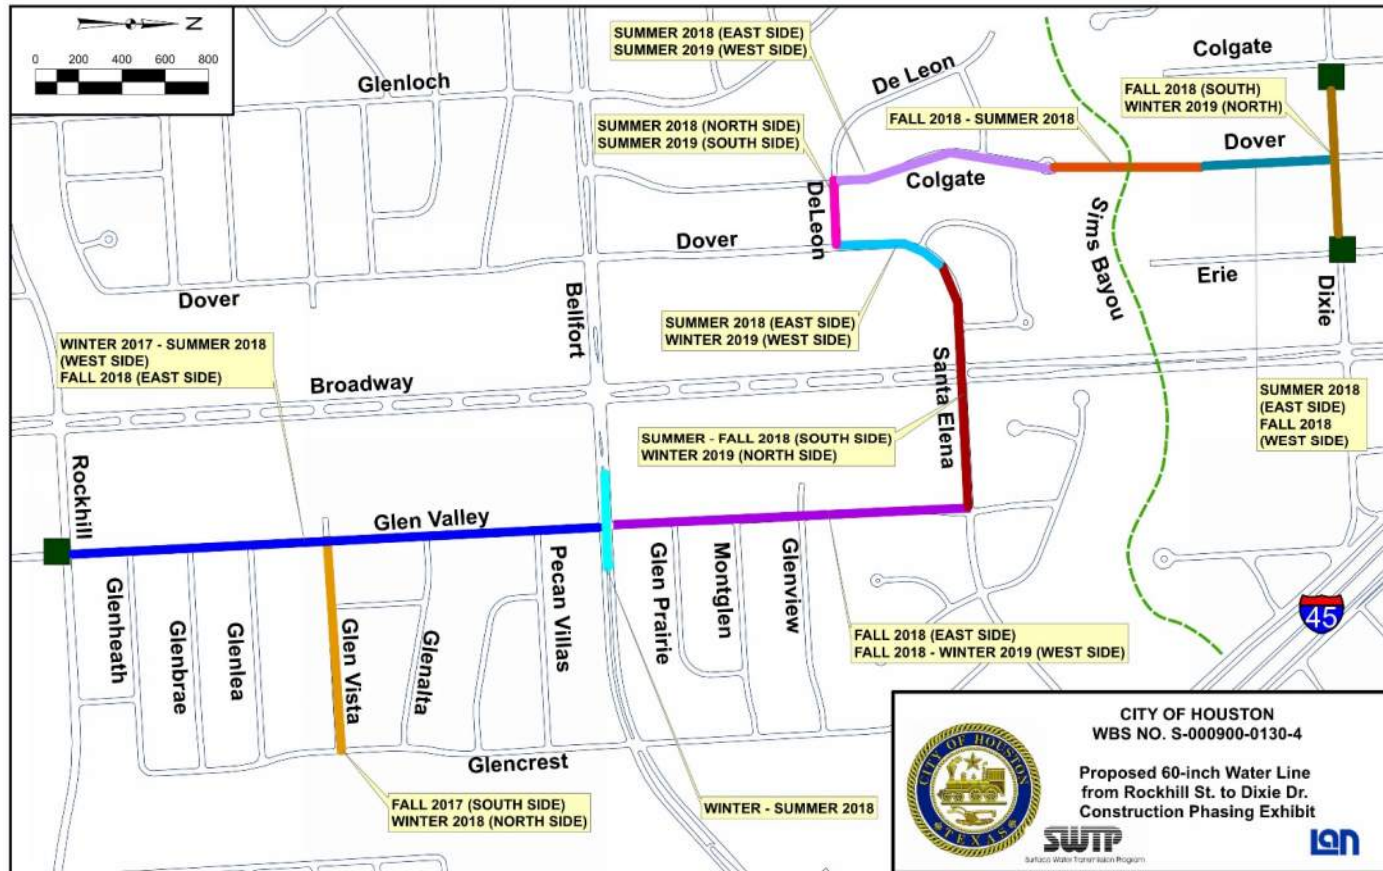 N
0 200 400 600 800
Glenloch
SUMMER 2018 (EAST SIDE)
SUMMER 2019 (WEST SIDE)
De Leon
Colgate
FALL 2018 (SOUTH)
WINTER 2019 (NORTH)
FALL 2018 - SUMMER 2018
SUMMER 2018 (NORTH SIDE)
SUMMER 2019 (SOUTH SIDE)
Dover
Colgate
DeLeon
Dover
Sims Bayou
Erie
Dixie
Dover
Bellfort
SUMMER 2018 (EAST SIDE)
WINTER 2019 (WEST SIDE)
WINTER 2017 - SUMMER 2018
(WEST SIDE)
FALL 2018 (EAST SIDE)
Broadway
Santa Elena
SUMMER 2018
(EAST SIDE)
FALL 2018
(WEST SIDE)
SUMMER - FALL 2018 (SOUTH SIDE)
WINTER 2019 (NORTH SIDE)
Rockhill
Glen Valley
Glenheath
Glenbrae
Glenlea
Glen Vista
Glenalta
Pecan Villas
Glen Prairie
Montglen
Glenview
45
FALL 2018 (EAST SIDE)
FALL 2018 - WINTER 2019 (WEST SIDE)
Glencrest
FALL 2017 (SOUTH SIDE)
WINTER 2018 (NORTH SIDE)
WINTER - SUMMER 2018
CITY OF HOUSTON
TEXAS
CITY OF HOUSTON
WBS NO. S-000900-0130-4
Proposed 60-inch Water Line
from Rockhill St. to Dixie Dr.
Construction Phasing Exhibit
SWTP
Surface Water Transmission Program
LAN